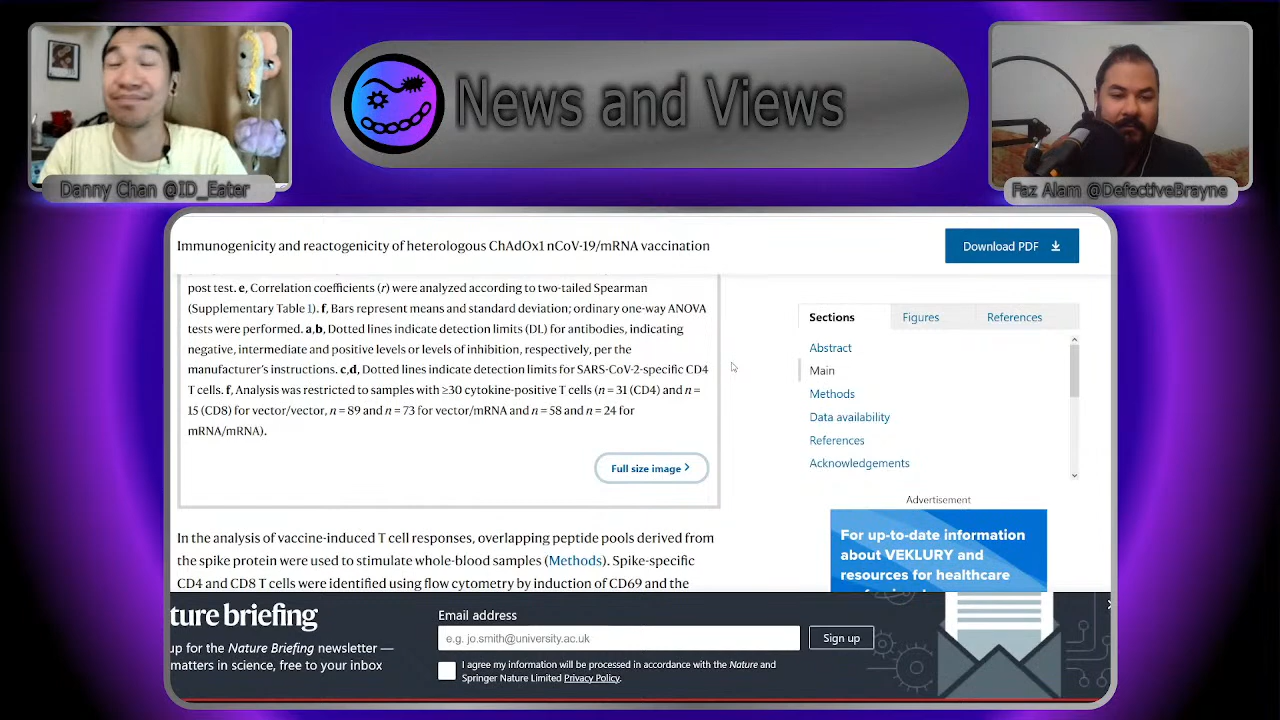 News and Views
Danny Chan @ID_Eater
Faz Alam @DefectiveBrayne
Immunogenicity and reactogenicity of heterologous ChAdOx1 nCoV-19/mRNA vaccination
Download PDF
post test. e, Correlation coefficients (r) were analyzed according to two-tailed Spearman
(Supplementary Table 1). f, Bars represent means and standard deviation; ordinary one-way ANOVA
tests were performed. a,b, Dotted lines indicate detection limits (DL) for antibodies, indicating
negative, intermediate and positive levels or levels of inhibition, respectively, per the
manufacturer's instructions. c,d, Dotted lines indicate detection limits for SARS-CoV-2-specific CD4
T cells. f, Analysis was restricted to samples with ≥30 cytokine-positive T cells (n = 31 (CD4) and n =
15 (CD8) for vector/vector, n = 89 and n = 73 for vector/mRNA and n = 58 and n = 24 for
mRNA/mRNA).
Full size image
In the analysis of vaccine-induced T cell responses, overlapping peptide pools derived from
the spike protein were used to stimulate whole-blood samples (Methods). Spike-specific
CD4 and CD8 T cells were identified using flow cytometry by induction of CD69 and the
Sections
Figures
References
Abstract
Main
Methods
Data availability
References
Acknowledgements
Advertisement
For up-to-date information
about VEKLURY and
resources for healthcare
ture briefing
up for the Nature Briefing newsletter —
matters in science, free to your inbox
Email address
e.g. jo.smith@university.ac.uk
Sign up
I agree my information will be processed in accordance with the Nature and
Springer Nature Limited Privacy Policy.